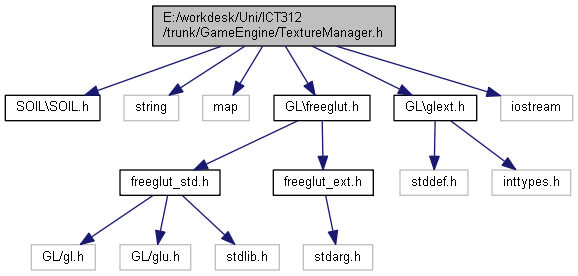 E:/workdesk/Uni/ICT312
/trunk/GameEngine/TextureManager.h
SOIL\SOIL.h
string
map
GL\freeglut.h
GL\glext.h
iostream
freeglut_std.h
freeglut_ext.h
stddef.h
inttypes.h
GL/gl.h
GL/glu.h
stdlib.h
stdarg.h